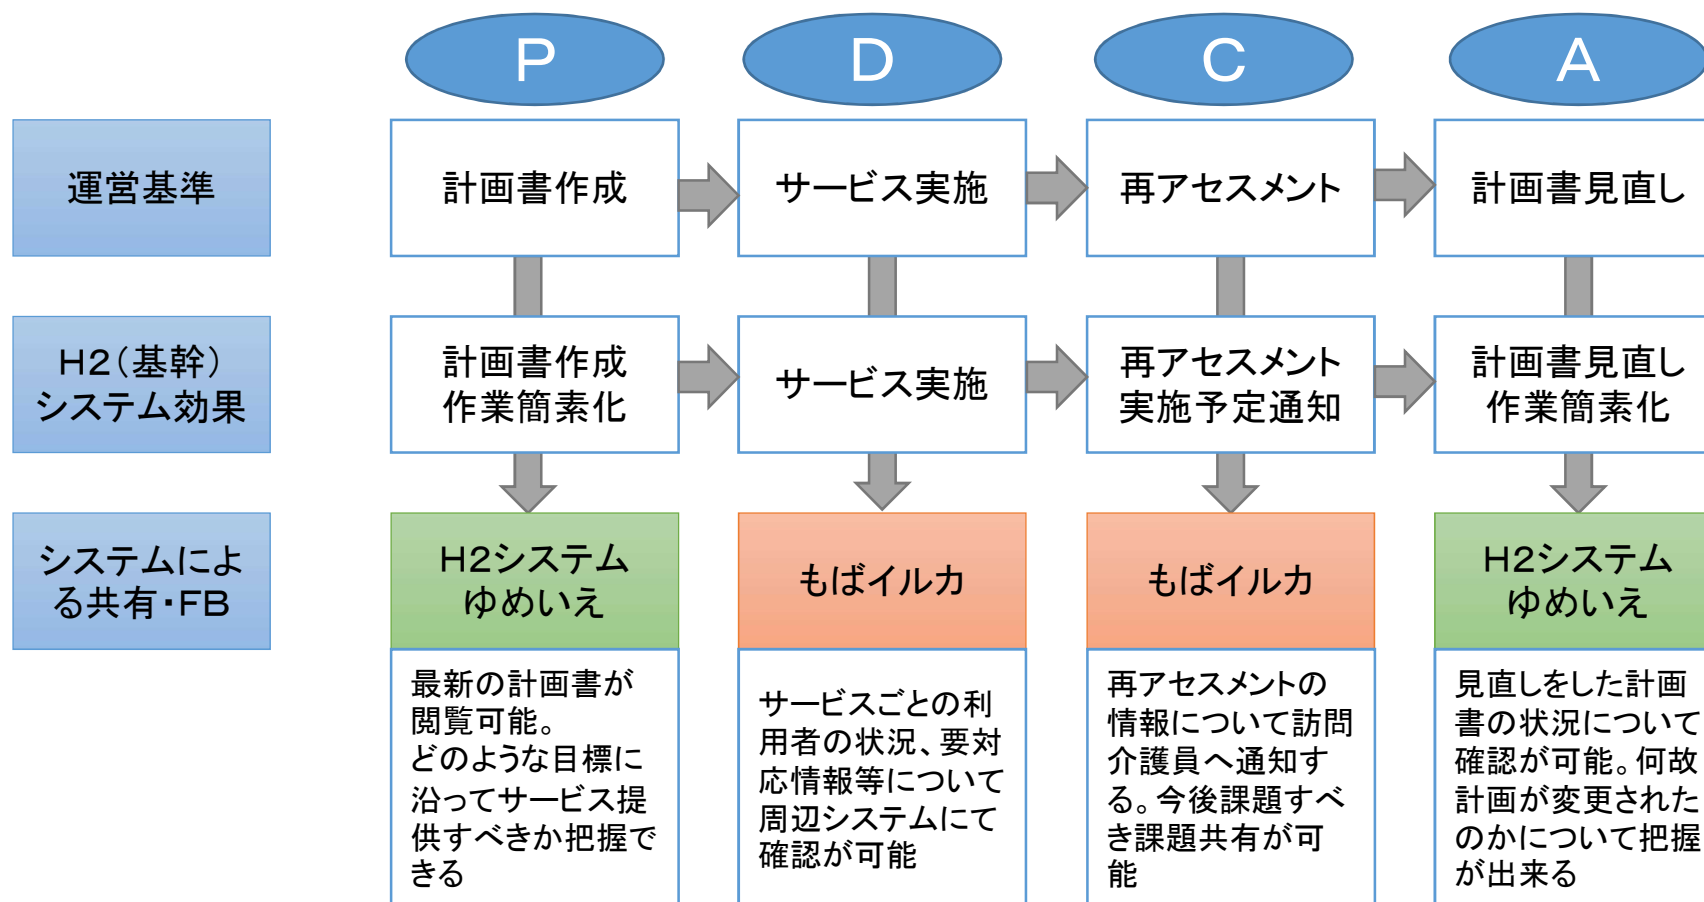 P
D
C
A
運営基準
計画書作成
サービス実施
再アセスメント
計画書見直し
H2(基幹)
システム効果
計画書作成
作業簡素化
サービス実施
再アセスメント
実施予定通知
計画書見直し
作業簡素化
システムによ
る共有・FB
H2システム
ゆめいえ
もばイルカ
もばイルカ
H2システム
ゆめいえ
最新の計画書が
閲覧可能。
どのような目標に
沿ってサービス提
供すべきか把握で
きる
サービスごとの利
用者の状況、要対
応情報等について
周辺システムにて
確認が可能
再アセスメントの
情報について訪問
介護員へ通知す
る。今後課題すべ
き課題共有が可
能
見直しをした計画
書の状況について
確認が可能。何故
計画が変更された
のかについて把握
が出来る